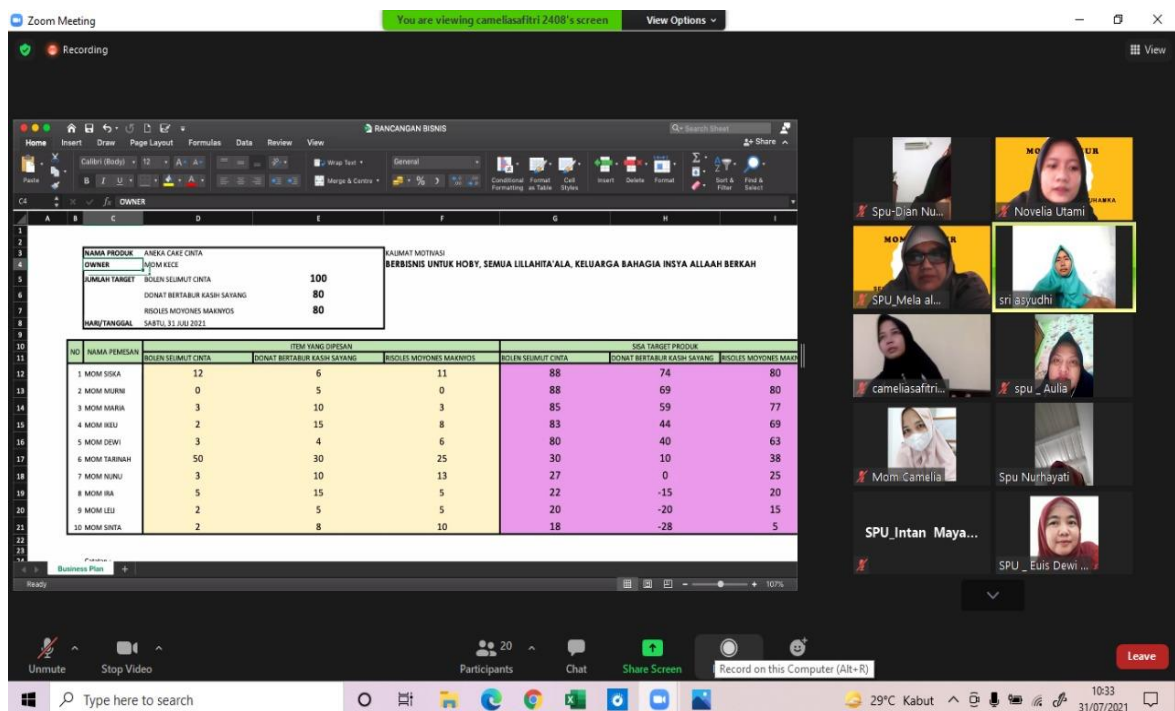 Zoom Meeting
You are viewing cameliasafitri 2408's screen
View Options
Recording
View
RANCANGAN BISNIS
Search Sheet
Home Insert Draw Page Layout Formulas Data Review View
Share
Paste
Calibri (Body) 12
Wrap Text
Merge & Centre
General
Conditional Formatting
Format as Table
Cell Styles
Insert
Delete
Format
Sort & Filter
Find & Select
C4 fx OWNER
A B C D E F G H I
NAMA PRODUK ANEKA CAKE CINTA KALIMAT MOTIVASI
OWNER MOM KECE BERBISNIS UNTUK HOBY, SEMUA LILLAHITA'ALA, KELUARGA BAHAGIA INSYA ALLAAH BERKAH
JUMLAH TARGET BOLEN SELIMUT CINTA 100
DONAT BERTABUR KASIH SAYANG 80
RISOLES MOYONES MAKNYOS 80
HARI/TANGGAL SABTU, 31 JULI 2021
NO NAMA PEMESAN ITEM YANG DIPESAN SISA TARGET PRODUK
BOLEN SELIMUT CINTA DONAT BERTABUR KASIH SAYANG RISOLES MOYONES MAKNYOS BOLEN SELIMUT CINTA DONAT BERTABUR KASIH SAYANG RISOLES MOYONES MAKN
1 MOM SISKA 12 6 11 88 74 80
2 MOM MURNI 0 5 0 88 69 80
3 MOM MARIA 3 10 3 85 59 77
4 MOM IKEU 2 15 8 83 44 69
5 MOM DEWI 3 4 6 80 40 63
6 MOM TARINAH 50 30 25 30 10 38
7 MOM NUNU 3 10 13 27 0 25
8 MOM IRA 5 15 5 22 -15 20
9 MOM LELI 2 5 5 20 -20 15
10 MOM SINTA 2 8 10 18 -28 5
Business Plan
Ready
107%
Spu-Dian Nu...
Novelia Utami
SPU_Mela al...
sri asyudhi
cameliasafitri...
spu _ Aulia
Mom Camelia
Spu Nurhayati
SPU_Intan Maya...
SPU _ Euis Dewi ...
Unmute
Stop Video
20
Participants
Chat
Share Screen
Record on this Computer (Alt+R)
Leave
Type here to search
29°C Kabut
10:33
31/07/2021